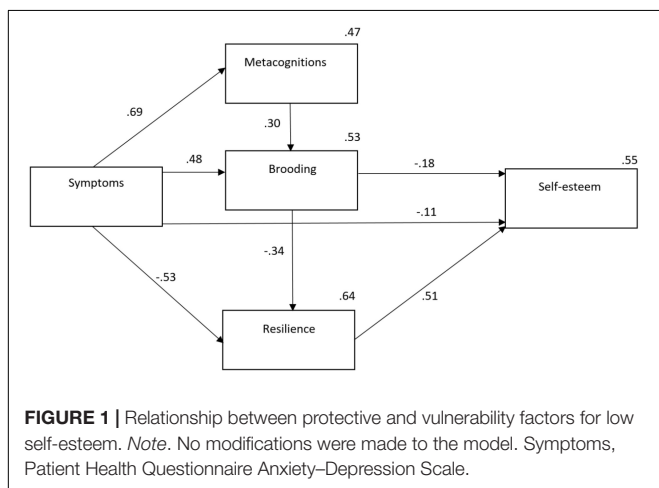 .47
Metacognitions
.69
.30
.53
.48
Brooding
-.18
.55
Symptoms
Self-esteem
-.11
-.34
-.53
.64
.51
Resilience
FIGURE 1 | Relationship between protective and vulnerability factors for low
self-esteem. Note. No modifications were made to the model. Symptoms,
Patient Health Questionnaire Anxiety–Depression Scale.